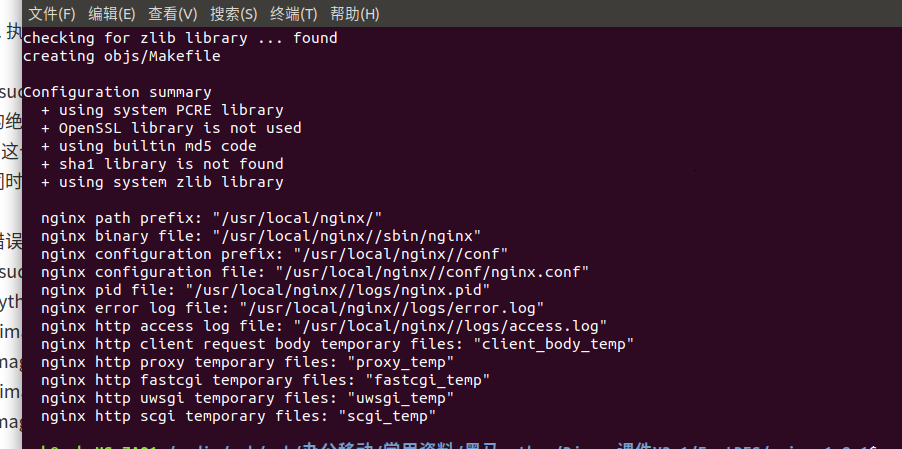 文件(F) 编辑(E) 查看(V) 搜索(S) 终端(T) 帮助(H)
checking for zlib library ... found
creating objs/Makefile
Configuration summary
+ using system PCRE library
+ OpenSSL library is not used
+ using builtin md5 code
+ sha1 library is not found
+ using system zlib library
nginx path prefix: "/usr/local/nginx/"
nginx binary file: "/usr/local/nginx//sbin/nginx"
nginx configuration prefix: "/usr/local/nginx//conf"
nginx configuration file: "/usr/local/nginx//conf/nginx.conf"
nginx pid file: "/usr/local/nginx//logs/nginx.pid"
nginx error log file: "/usr/local/nginx//logs/error.log"
nginx http access log file: "/usr/local/nginx//logs/access.log"
nginx http client request body temporary files: "client_body_temp"
nginx http proxy temporary files: "proxy_temp"
nginx http fastcgi temporary files: "fastcgi_temp"
nginx http uwsgi temporary files: "uwsgi_temp"
nginx http scgi temporary files: "scgi_temp"